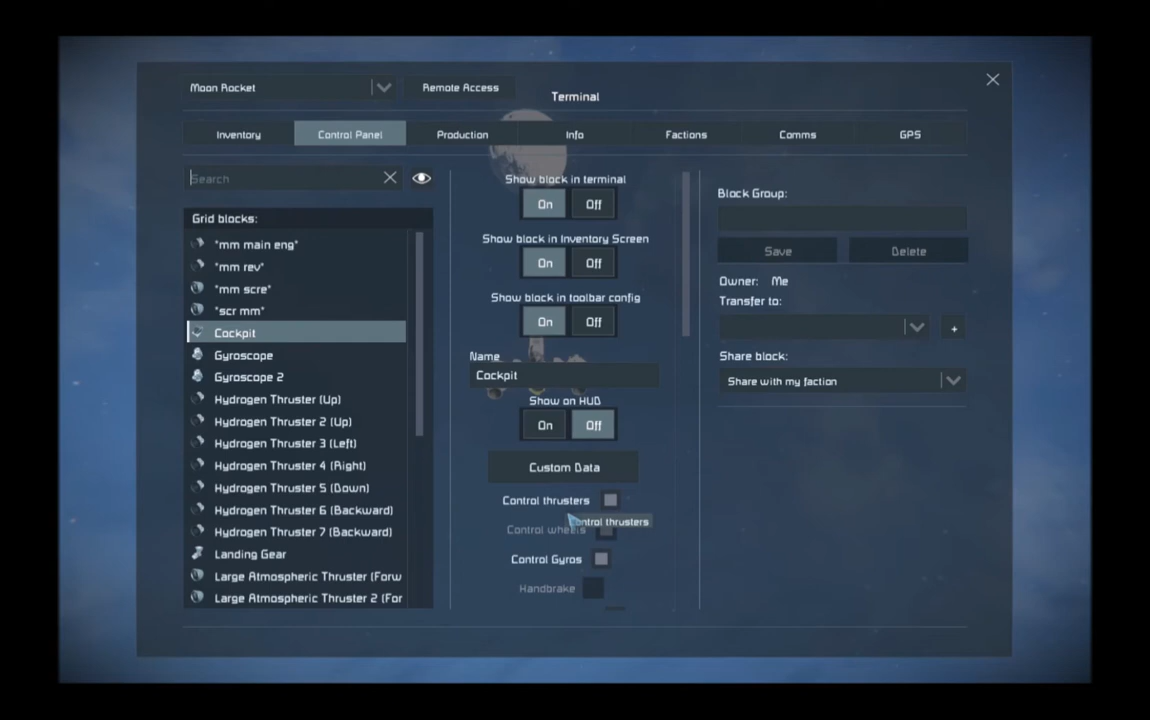 Moon Rocket
Remote Access
Terminal
Inventory
Control Panel
Production
Info
Factions
Comms
GPS
Search
Grid blocks:
*mm main eng*
*mm rev*
*mm scre*
*scr mm*
Cockpit
Gyroscope
Gyroscope 2
Hydrogen Thruster (Up)
Hydrogen Thruster 2 (Up)
Hydrogen Thruster 3 (Left)
Hydrogen Thruster 4 (Right)
Hydrogen Thruster 5 (Down)
Hydrogen Thruster 6 (Backward)
Hydrogen Thruster 7 (Backward)
Landing Gear
Large Atmospheric Thruster (Forw
Large Atmospheric Thruster 2 (For
Show block in terminal
On Off
Show block in Inventory Screen
On Off
Show block in toolbar config
On Off
Name
Cockpit
Show on HUD
On Off
Custom Data
Control thrusters
Control thrusters
Control wheels
Control Gyros
Handbrake
Block Group:
Save
Delete
Owner: Me
Transfer to:
+
Share block:
Share with my faction